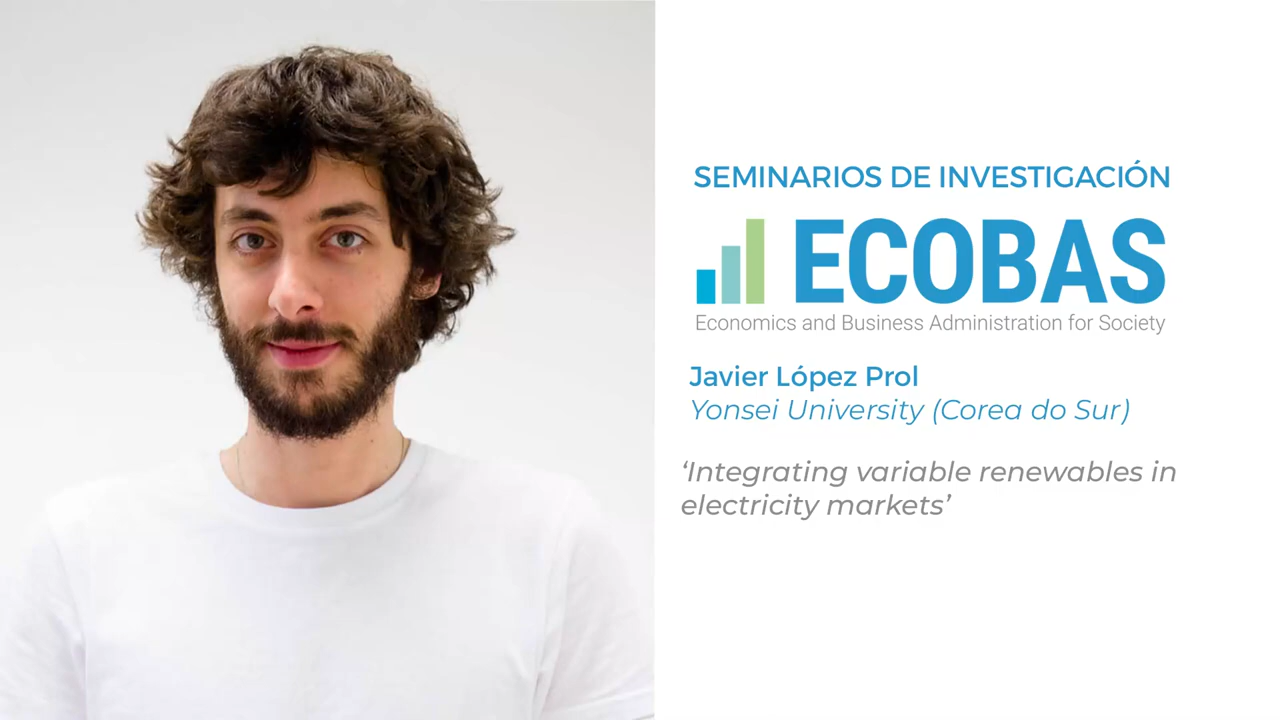 SEMINARIOS DE INVESTIGACIÓN
ECOBAS
Economics and Business Administration for Society
Javier López Prol
Yonsei University (Corea do Sur)
‘Integrating variable renewables in
electricity markets’